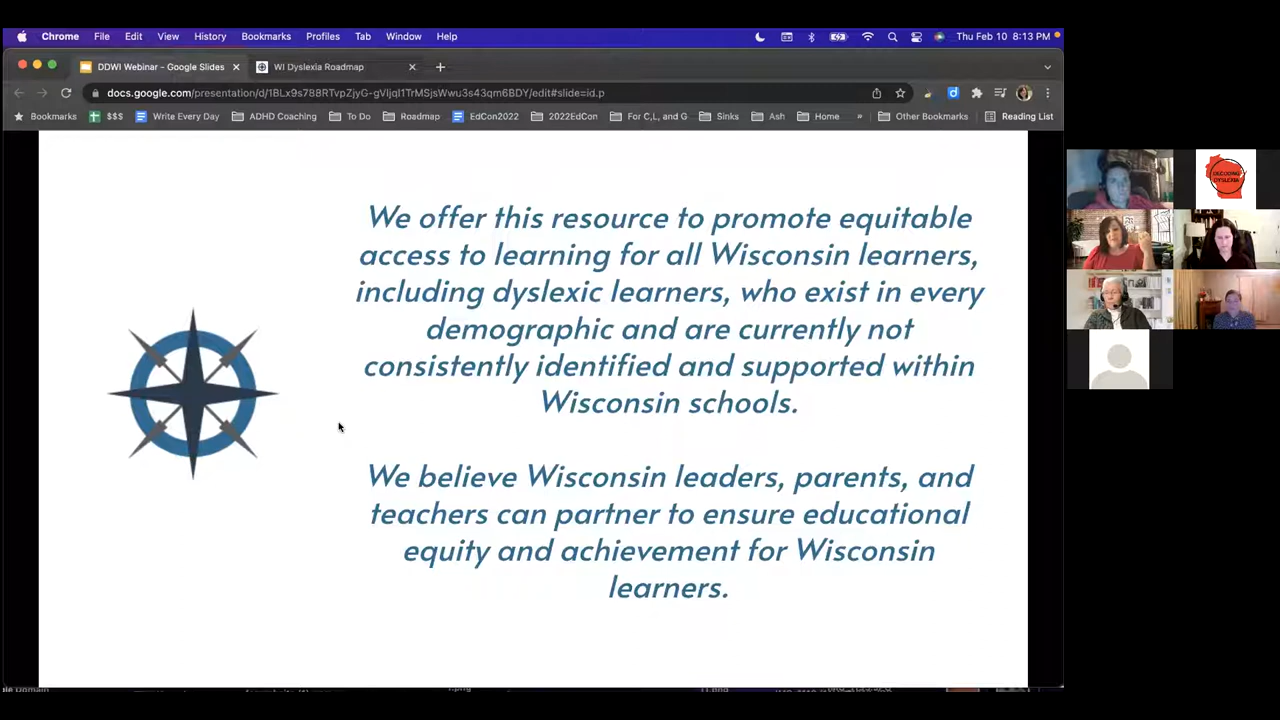 Chrome File Edit View History Bookmarks Profiles Tab Window Help Thu Feb 10 8:13 PM
DDWI Webinar - Google Slides WI Dyslexia Roadmap
docs.google.com/presentation/d/1BLx9s788RTvpZjyG-gVljqI1TrMSjsWwu3s43qm6BDY/edit#slide=id.p
Bookmarks $$$ Write Every Day ADHD Coaching To Do Roadmap EdCon2022 2022EdCon For C,L, and G Sinks Ash Home » Other Bookmarks Reading List
We offer this resource to promote equitable
access to learning for all Wisconsin learners,
including dyslexic learners, who exist in every
demographic and are currently not
consistently identified and supported within
Wisconsin schools.
We believe Wisconsin leaders, parents, and
teachers can partner to ensure educational
equity and achievement for Wisconsin
learners.
DECODING
DYSLEXIA